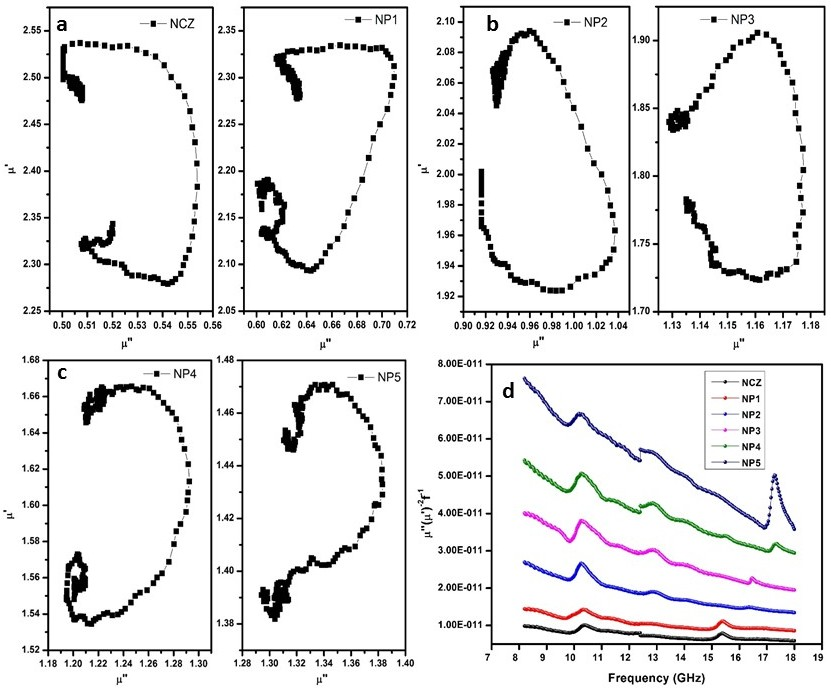 a
NCZ
2.55
2.50
2.45
2.40
2.35
2.30
2.25
0.50 0.51 0.52 0.53 0.54 0.55 0.56
μ'
μ''
NP1
2.35
2.30
2.25
2.20
2.15
2.10
2.05
0.60 0.62 0.64 0.66 0.68 0.70 0.72
μ''
b
NP2
2.10
2.08
2.06
2.04
2.02
2.00
1.98
1.96
1.94
1.92
0.90 0.92 0.94 0.96 0.98 1.00 1.02 1.04
μ'
μ''
NP3
1.90
1.85
1.80
1.75
1.70
1.13 1.14 1.15 1.16 1.17 1.18
μ''
c
NP4
1.68
1.66
1.64
1.62
1.60
1.58
1.56
1.54
1.52
1.20 1.22 1.24 1.26 1.28 1.30
μ'
μ''
NP5
1.48
1.46
1.44
1.42
1.40
1.38
1.28 1.30 1.32 1.34 1.36 1.38 1.40
μ''
d
8.00E-011
7.00E-011
6.00E-011
5.00E-011
4.00E-011
3.00E-011
2.00E-011
1.00E-011
μ''(μ')⁻²f⁻¹
NCZ
NP1
NP2
NP3
NP4
NP5
7 8 9 10 11 12 13 14 15 16 17 18 19
Frequency (GHz)